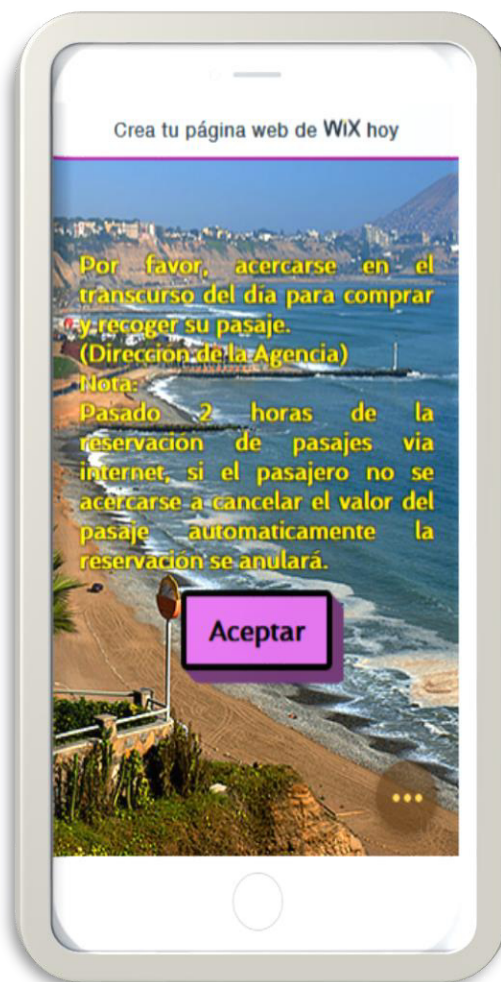 Crea tu página web de WiX hoy
Por favor, acercarse en el
transcurso del día para comprar
y recoger su pasaje.
(Dirección de la Agencia)
Nota:
Pasado 2 horas de la
reservación de pasajes via
internet, si el pasajero no se
acercarse a cancelar el valor del
pasaje automaticamente la
reservación se anulará.
Aceptar